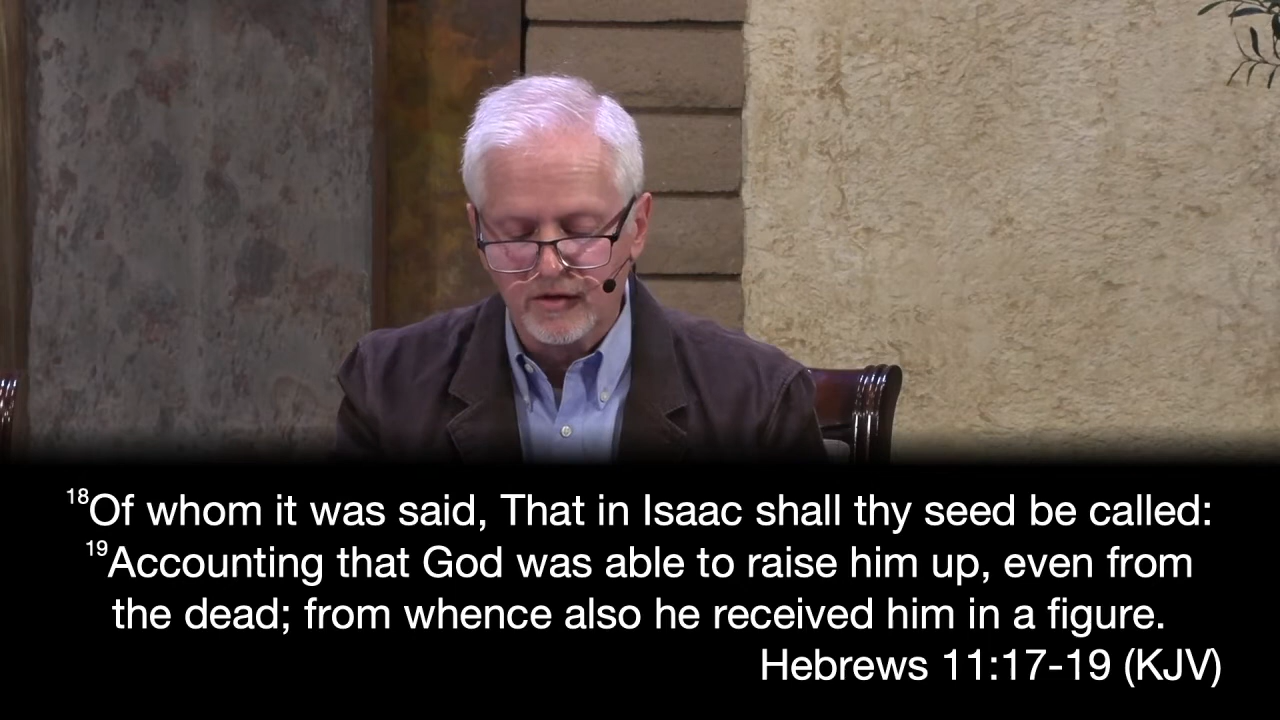 18Of whom it was said, That in Isaac shall thy seed be called:
19Accounting that God was able to raise him up, even from
the dead; from whence also he received him in a figure.
Hebrews 11:17-19 (KJV)